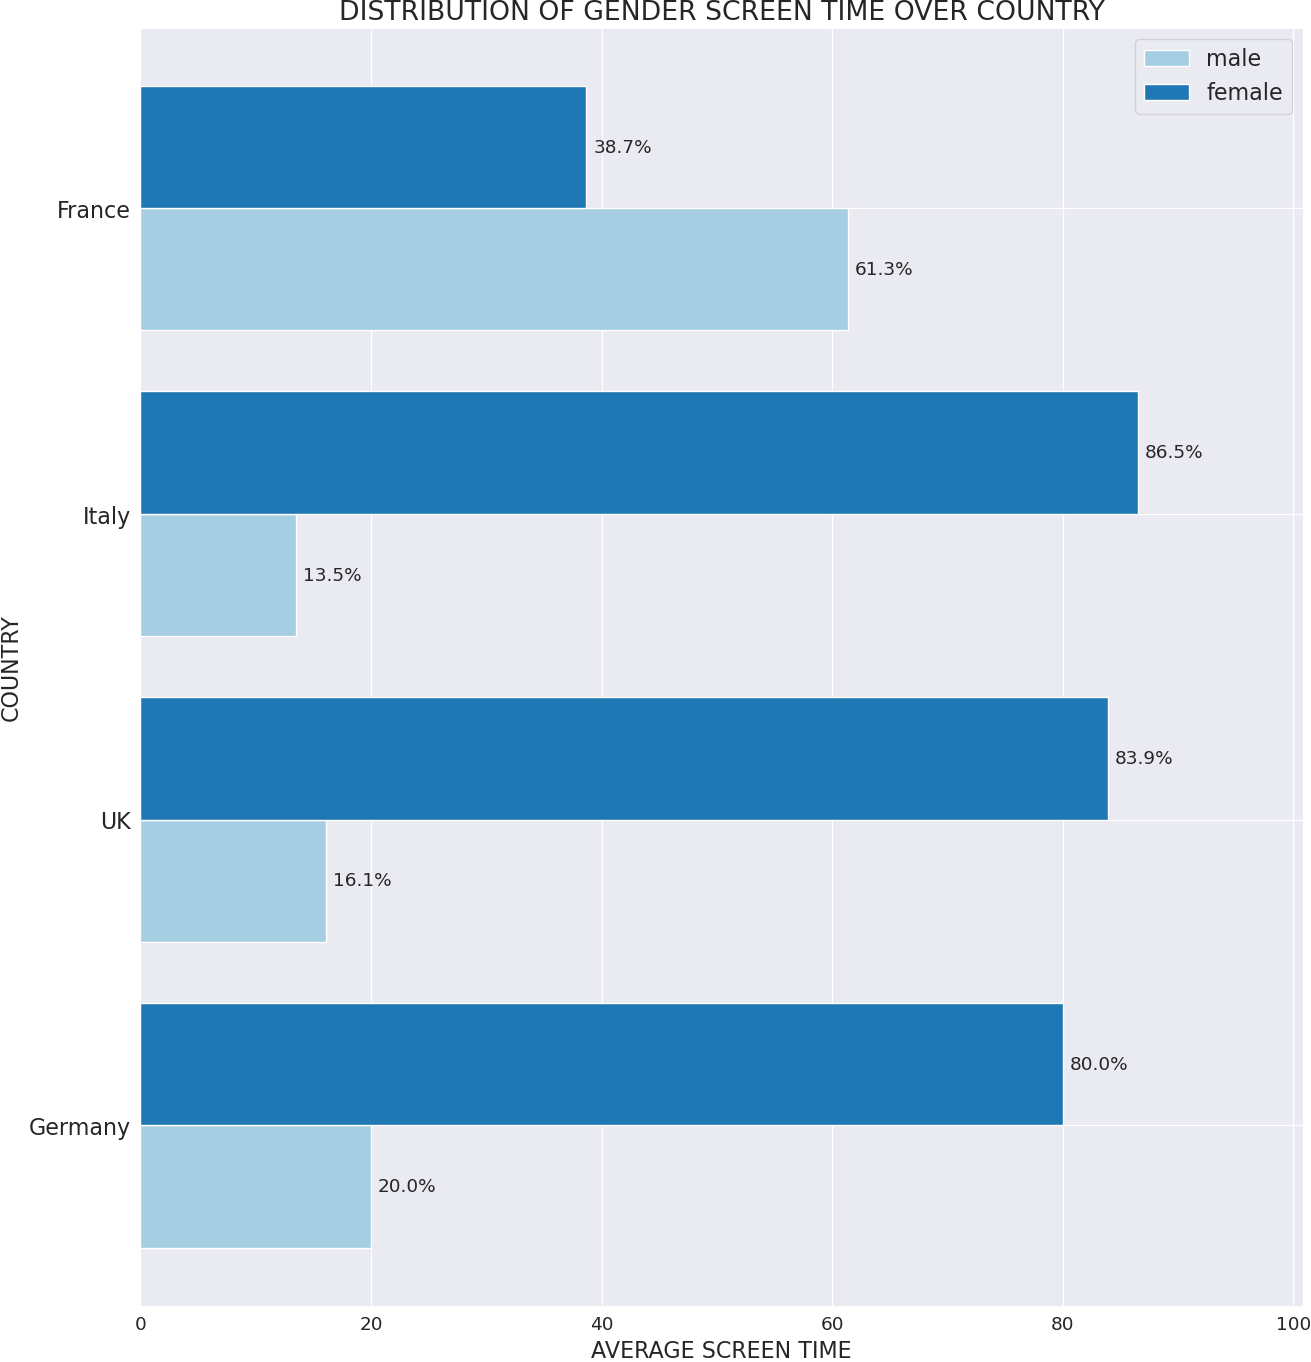 DISTRIBUTION OF GENDER SCREEN TIME OVER COUNTRY
male
female
38.7%
France
61.3%
86.5%
Italy
13.5%
COUNTRY
83.9%
UK
16.1%
80.0%
Germany
20.0%
0 20 40 60 80 100
AVERAGE SCREEN TIME